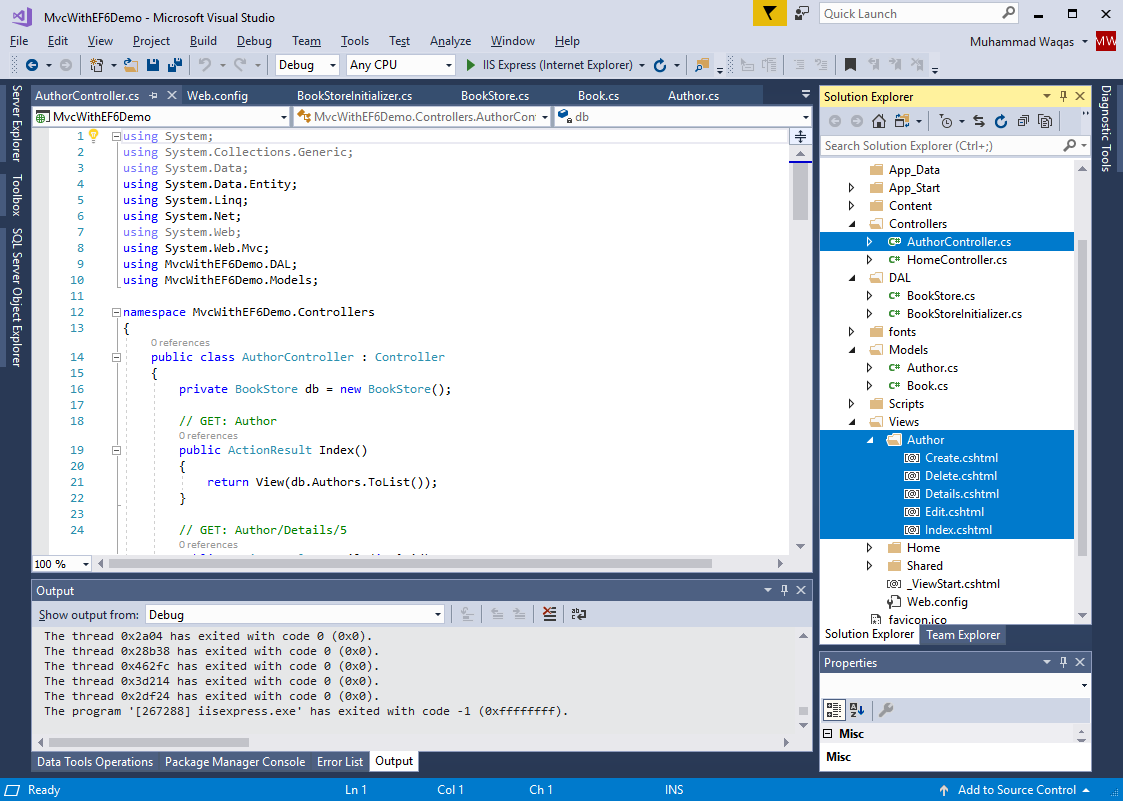 MvcWithEF6Demo - Microsoft Visual Studio
Quick Launch (Ctrl+Q)
File Edit View Project Build Debug Team Tools Test Analyze Window Help
Muhammad Waqas
MW
Debug Any CPU IIS Express (Internet Explorer)
Server Explorer
Toolbox
SQL Server Object Explorer
AuthorController.cs Web.config BookStoreInitializer.cs BookStore.cs Book.cs Author.cs
MvcWithEF6Demo MvcWithEF6Demo.Controllers.AuthorCon db
1 using System;
2 using System.Collections.Generic;
3 using System.Data;
4 using System.Data.Entity;
5 using System.Linq;
6 using System.Net;
7 using System.Web;
8 using System.Web.Mvc;
9 using MvcWithEF6Demo.DAL;
10 using MvcWithEF6Demo.Models;
11
12 namespace MvcWithEF6Demo.Controllers
13 {
0 references
14 public class AuthorController : Controller
15 {
16 private BookStore db = new BookStore();
17
18 // GET: Author
0 references
19 public ActionResult Index()
20 {
21 return View(db.Authors.ToList());
22 }
23
24 // GET: Author/Details/5
0 references
100 %
Output
Show output from: Debug
The thread 0x2a04 has exited with code 0 (0x0).
The thread 0x28b38 has exited with code 0 (0x0).
The thread 0x462fc has exited with code 0 (0x0).
The thread 0x3d214 has exited with code 0 (0x0).
The thread 0x2df24 has exited with code 0 (0x0).
The program '[267288] iisexpress.exe' has exited with code -1 (0xffffffff).
Data Tools Operations Package Manager Console Error List Output
Solution Explorer
Search Solution Explorer (Ctrl+;)
App_Data
App_Start
Content
Controllers
C# AuthorController.cs
C# HomeController.cs
DAL
C# BookStore.cs
C# BookStoreInitializer.cs
fonts
Models
C# Author.cs
C# Book.cs
Scripts
Views
Author
[@] Create.cshtml
[@] Delete.cshtml
[@] Details.cshtml
[@] Edit.cshtml
[@] Index.cshtml
Home
Shared
[@] _ViewStart.cshtml
Web.config
favicon.ico
Solution Explorer Team Explorer
Properties
Misc
Misc
Diagnostic Tools
Ready Ln 1 Col 1 Ch 1 INS Add to Source Control